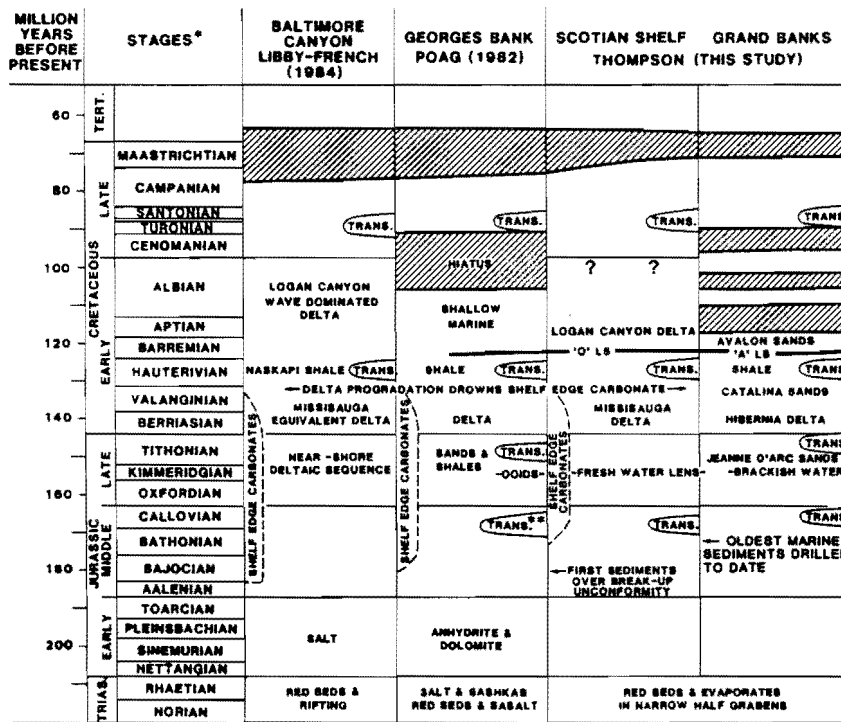 MILLION
YEARS
BEFORE
PRESENT
STAGES*
BALTIMORE
CANYON
LIBBY-FRENCH
(1984)
GEORGES BANK
POAG (1982)
SCOTIAN SHELF GRAND BANKS
THOMPSON (THIS STUDY)
60
80
100
120
140
160
180
200
TERT.
CRETACEOUS
LATE
EARLY
JURASSIC
LATE
MIDDLE
EARLY
TRIAS.
MAASTRICHTIAN
CAMPANIAN
SANTONIAN
TURONIAN
CENOMANIAN
ALBIAN
APTIAN
BARREMIAN
HAUTERIVIAN
VALANGINIAN
BERRIASIAN
TITHONIAN
KIMMERIDGIAN
OXFORDIAN
CALLOVIAN
BATHONIAN
BAJOCIAN
AALENIAN
TOARCIAN
PLEINSBACHIAN
SINEMURIAN
HETTANGIAN
RHAETIAN
NORIAN
TRANS.
LOGAN CANYON
WAVE DOMINATED
DELTA
NASKAPI SHALE
TRANS.
←DELTA PROGRADATION DROWNS SHELF EDGE CARBONATE→
MISSISAUGA
EQUIVALENT DELTA
NEAR-SHORE
DELTAIC SEQUENCE
SHELF EDGE CARBONATES
SALT
RED BEDS &
RIFTING
TRANS.
HIATUS
SHALLOW
MARINE
SHALE
TRANS.
DELTA
SANDS &
SHALES
TRANS.
-OOIDS-
SHELF EDGE CARBONATES
TRANS.**
ANHYDRITE &
DOLOMITE
SALT & SABHKAS
RED BEDS & BASALT
TRANS.
? ?
LOGAN CANYON DELTA
'O' LS
TRANS.
MISSISAUGA
DELTA
SHELF EDGE
CARBONATES
-FRESH WATER LENS-
TRANS.
←FIRST SEDIMENTS
OVER BREAK-UP
UNCONFORMITY
TRANS.
AVALON SANDS
'A' LS
SHALE
TRANS.
CATALINA SANDS
HIBERNIA DELTA
TRANS.
JEANNE D'ARC SANDS
-BRACKISH WATER
TRANS.
←OLDEST MARINE
SEDIMENTS DRILLED
TO DATE
RED BEDS & EVAPORATES
IN NARROW HALF GRABENS